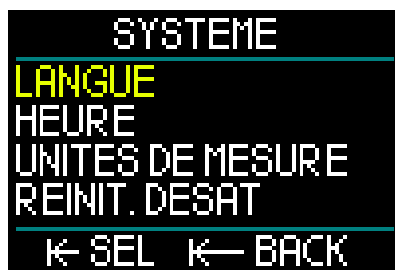 SYSTEME
LANGUE
HEURE
UNITES DE MESURE
REINIT. DESAT
SEL BACK